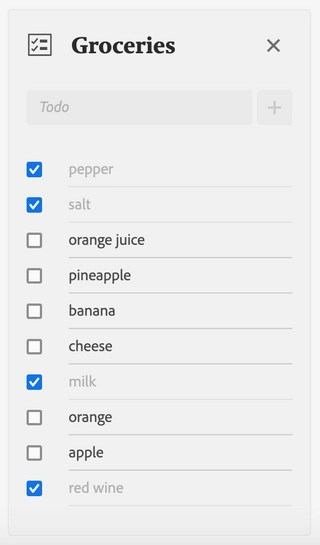 Groceries
Todo
pepper
salt
orange juice
pineapple
banana
cheese
milk
orange
apple
red wine